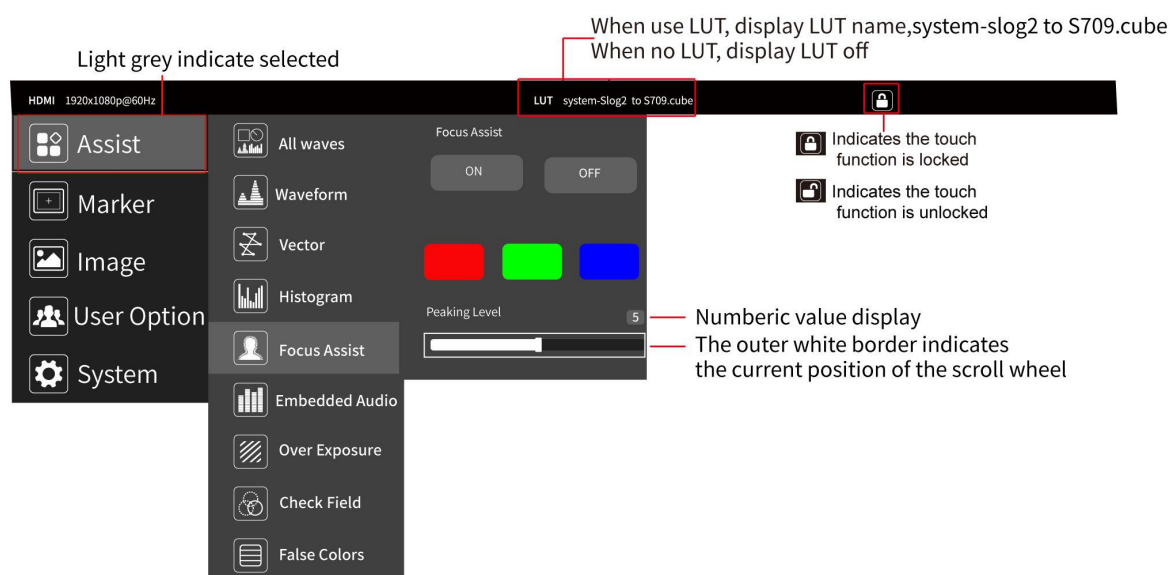 When use LUT, display LUT name,system-slog2 to S709.cube
When no LUT, display LUT off
Light grey indicate selected
HDMI 1920x1080p@60Hz
LUT system-Slog2 to S709.cube
Assist
Marker
Image
User Option
System
All waves
Waveform
Vector
Histogram
Focus Assist
Embedded Audio
Over Exposure
Check Field
False Colors
Focus Assist
ON
OFF
Peaking Level
5
Indicates the touch
function is locked
Indicates the touch
function is unlocked
Numberic value display
The outer white border indicates
the current position of the scroll wheel